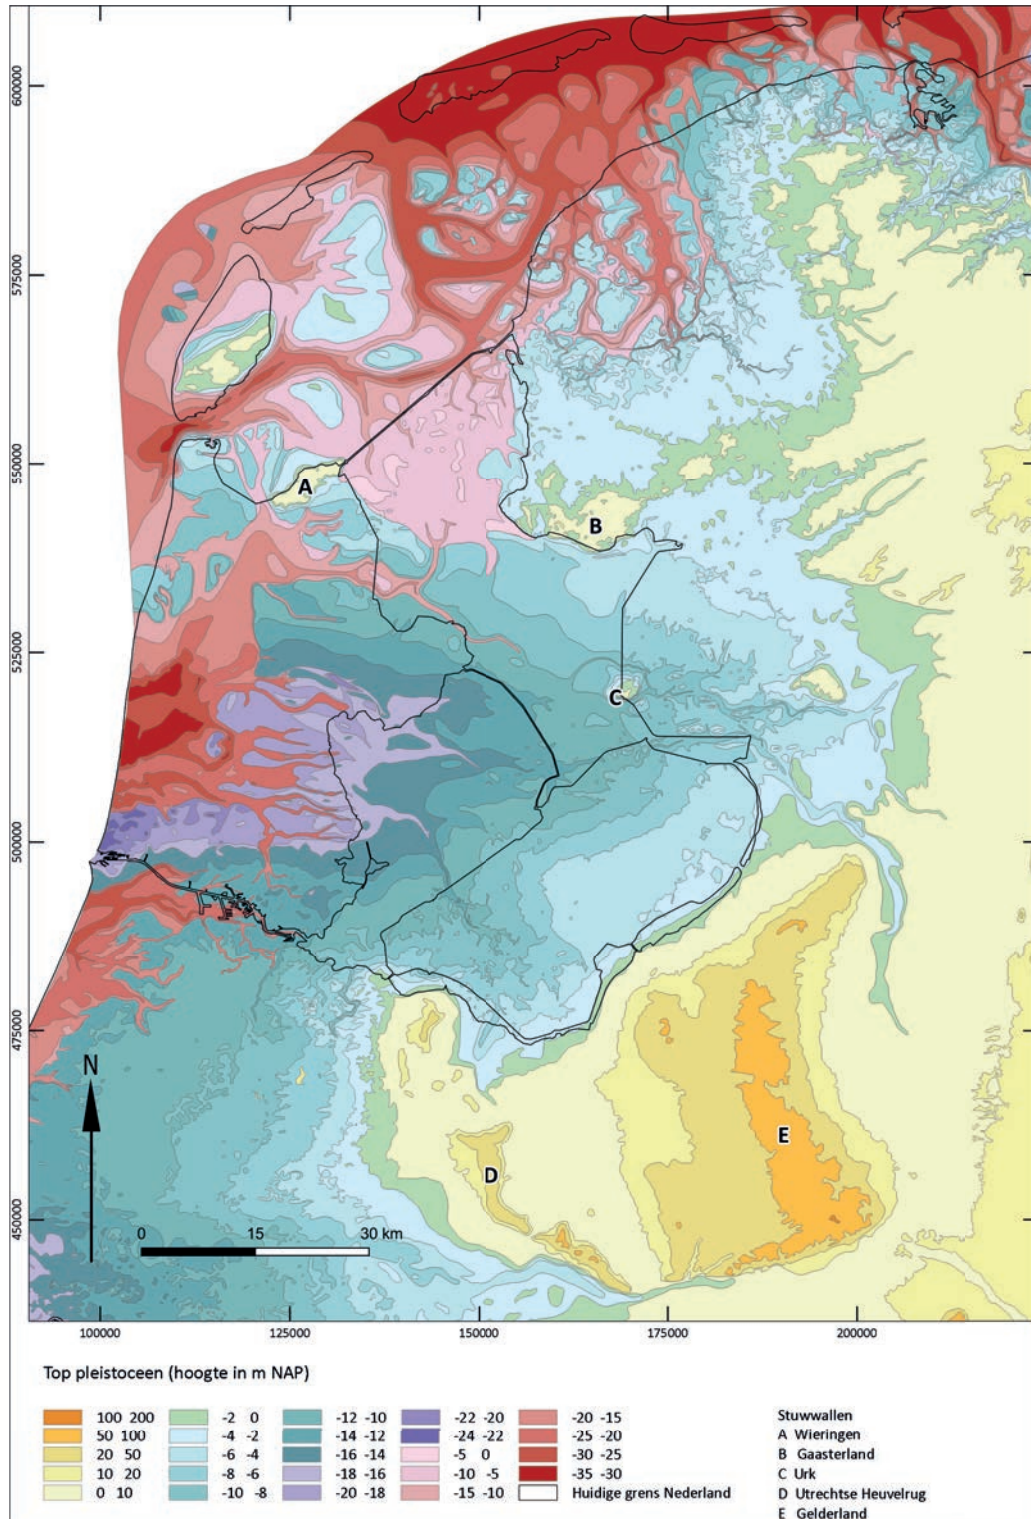 600000
575000
550000
525000
500000
475000
450000
A
B
C
D
E
N
0 15 30 km
100000 125000 150000 175000 200000
Top pleistoceen (hoogte in m NAP)
100 200
50 100
20 50
10 20
0 10
-2 0
-4 -2
-6 -4
-8 -6
-10 -8
-12 -10
-14 -12
-16 -14
-18 -16
-20 -18
-22 -20
-24 -22
-5 0
-10 -5
-15 -10
-20 -15
-25 -20
-30 -25
-35 -30
Huidige grens Nederland
Stuwwallen
A Wieringen
B Gaasterland
C Urk
D Utrechtse Heuvelrug
E Gelderland